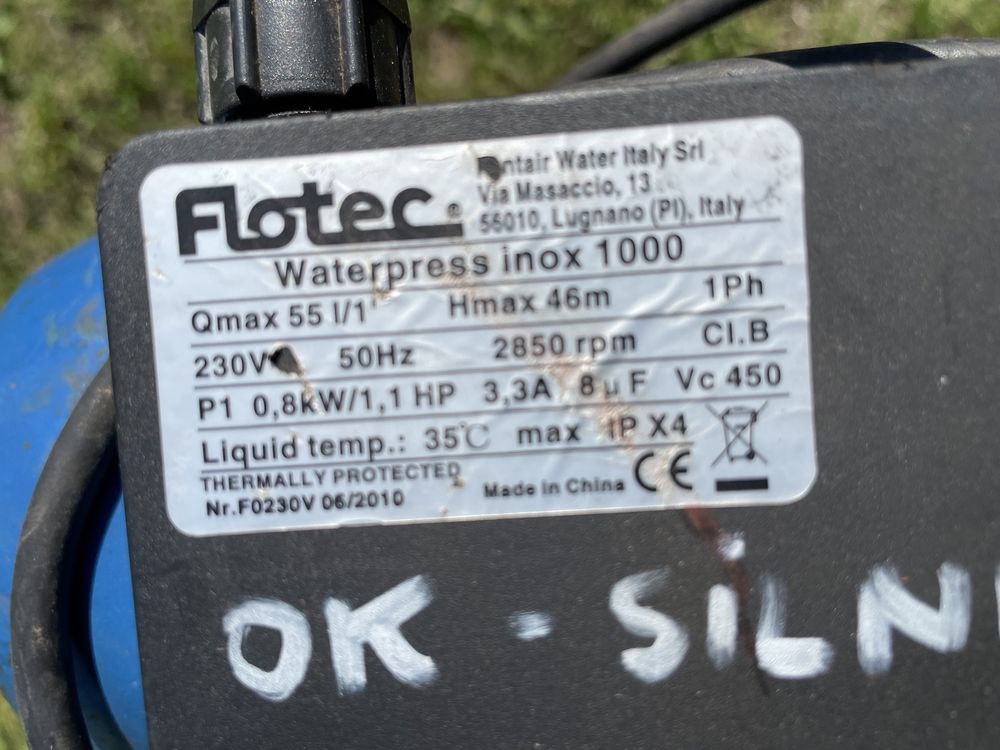 Flotec®
Water Italy Srl
Via Masaccio, 13
56010, Lugnano (PI), Italy
Waterpress inox 1000
Qmax 55 l/1' Hmax 46m 1Ph
230V 50Hz 2850 rpm Cl.B
P1 0,8kW/1,1 HP 3,3A 8μF Vc 450
Liquid temp.: 35℃ max IP X4
THERMALLY PROTECTED
Nr.F0230V 06/2010 Made in China CE
OK - SILN